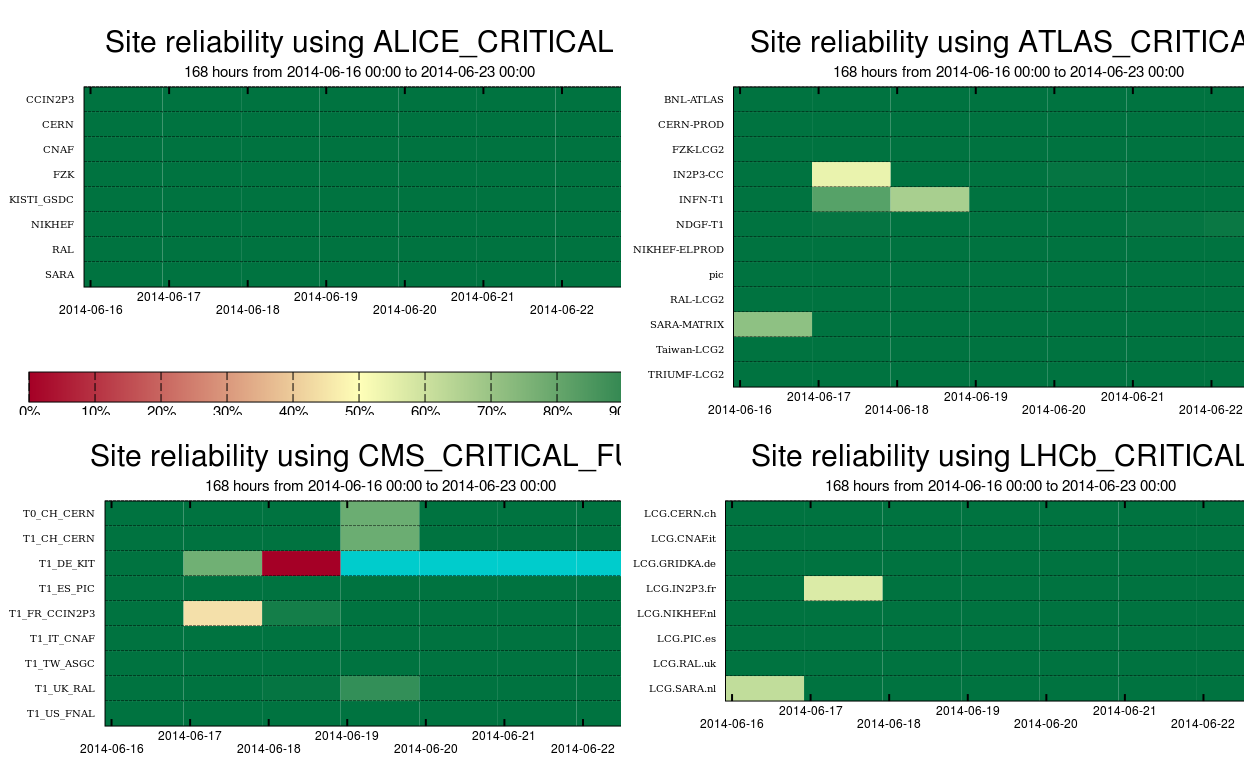 Site reliability using ALICE_CRITICAL
168 hours from 2014-06-16 00:00 to 2014-06-23 00:00
CCIN2P3
CERN
CNAF
FZK
KISTI_GSDC
NIKHEF
RAL
SARA
2014-06-17 2014-06-19 2014-06-21
2014-06-16 2014-06-18 2014-06-20 2014-06-22
0% 10% 20% 30% 40% 50% 60% 70% 80% 90
Site reliability using ATLAS_CRITICA
168 hours from 2014-06-16 00:00 to 2014-06-23 00:00
BNL-ATLAS
CERN-PROD
FZK-LCG2
IN2P3-CC
INFN-T1
NDGF-T1
NIKHEF-ELPROD
pic
RAL-LCG2
SARA-MATRIX
Taiwan-LCG2
TRIUMF-LCG2
2014-06-17 2014-06-19 2014-06-21
2014-06-16 2014-06-18 2014-06-20 2014-06-22
Site reliability using CMS_CRITICAL_FU
168 hours from 2014-06-16 00:00 to 2014-06-23 00:00
T0_CH_CERN
T1_CH_CERN
T1_DE_KIT
T1_ES_PIC
T1_FR_CCIN2P3
T1_IT_CNAF
T1_TW_ASGC
T1_UK_RAL
T1_US_FNAL
2014-06-17 2014-06-19 2014-06-21
2014-06-16 2014-06-18 2014-06-20 2014-06-22
Site reliability using LHCb_CRITICAL
168 hours from 2014-06-16 00:00 to 2014-06-23 00:00
LCG.CERN.ch
LCG.CNAF.it
LCG.GRIDKA.de
LCG.IN2P3.fr
LCG.NIKHEF.nl
LCG.PIC.es
LCG.RAL.uk
LCG.SARA.nl
2014-06-17 2014-06-19 2014-06-21
2014-06-16 2014-06-18 2014-06-20 2014-06-22